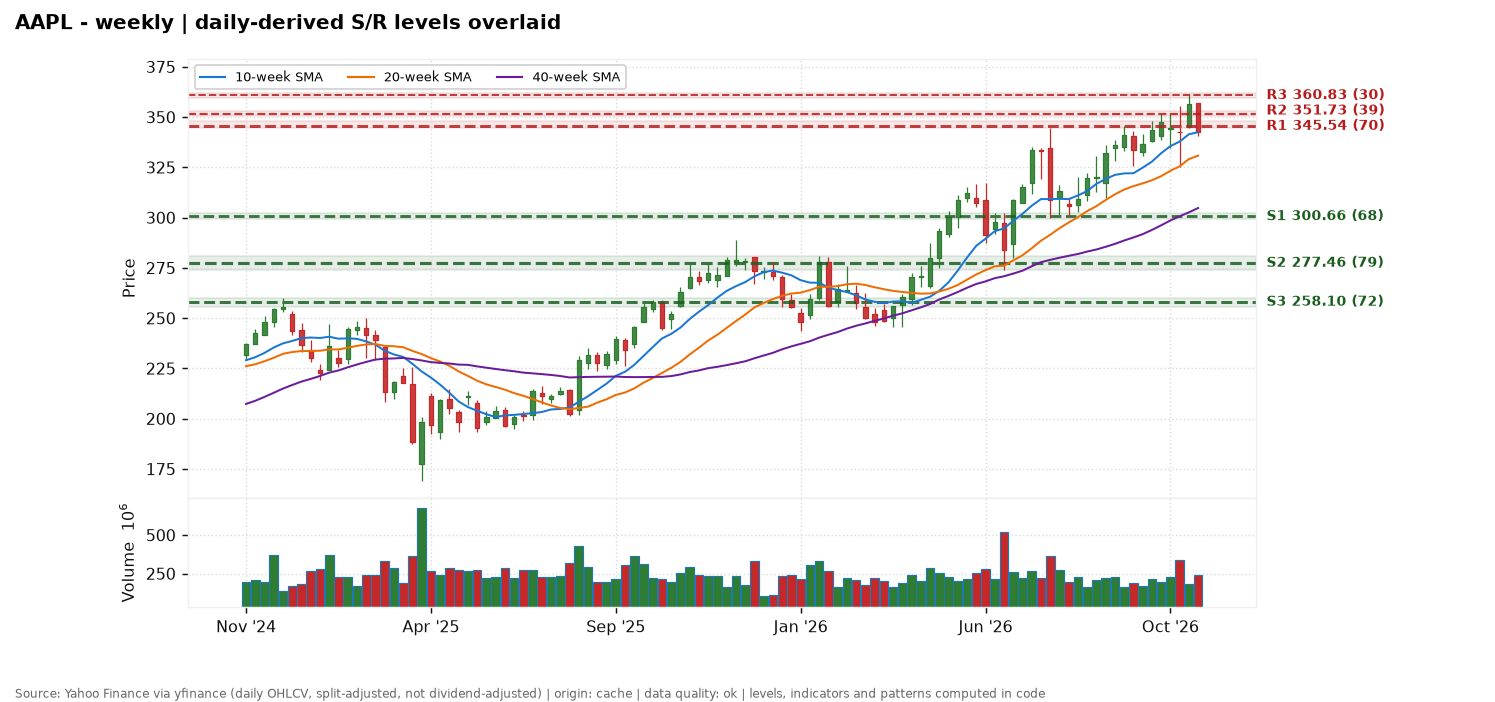 AAPL - weekly | daily-derived S/R levels overlaid
10-week SMA 20-week SMA 40-week SMA
375
350
325
300
275
250
225
200
175
Price
R3 360.83 (30)
R2 351.73 (39)
R1 345.54 (70)
S1 300.66 (68)
S2 277.46 (79)
S3 258.10 (72)
500
250
Volume 10⁶
Nov '24 Apr '25 Sep '25 Jan '26 Jun '26 Oct '26
Source: Yahoo Finance via yfinance (daily OHLCV, split-adjusted, not dividend-adjusted) | origin: cache | data quality: ok | levels, indicators and patterns computed in code